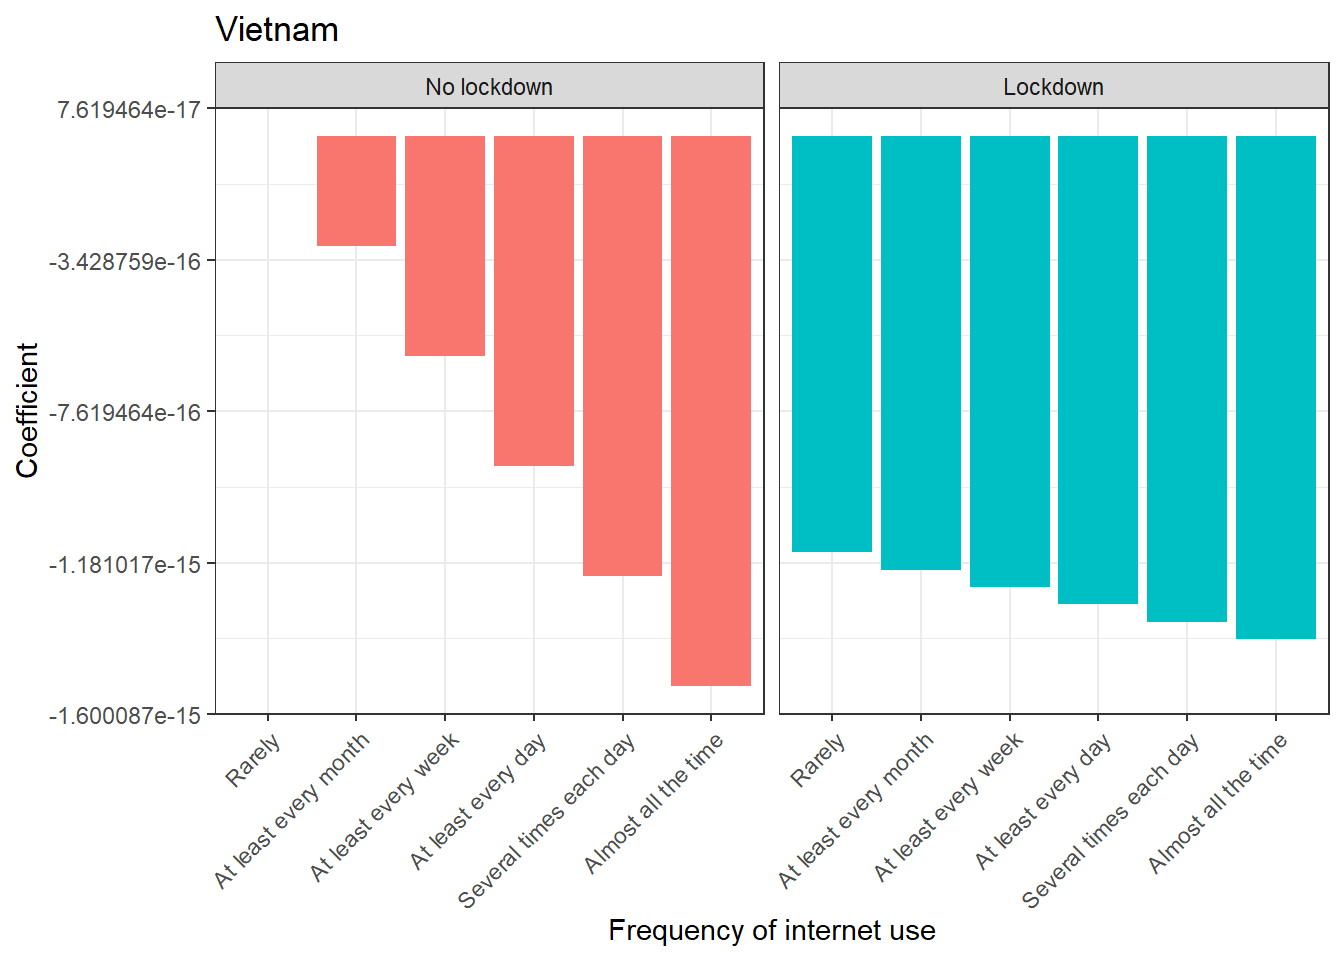 Vietnam
No lockdown
Lockdown
7.619464e-17
-3.428759e-16
-7.619464e-16
-1.181017e-15
-1.600087e-15
Coefficient
Rarely
At least every month
At least every week
At least every day
Several times each day
Almost all the time
Rarely
At least every month
At least every week
At least every day
Several times each day
Almost all the time
Frequency of internet use